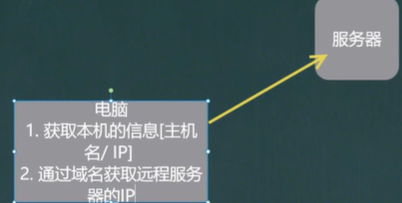 服务器
电脑
1. 获取本机的信息[主机
名/ IP]
2. 通过域名获取远程服务
器的IP